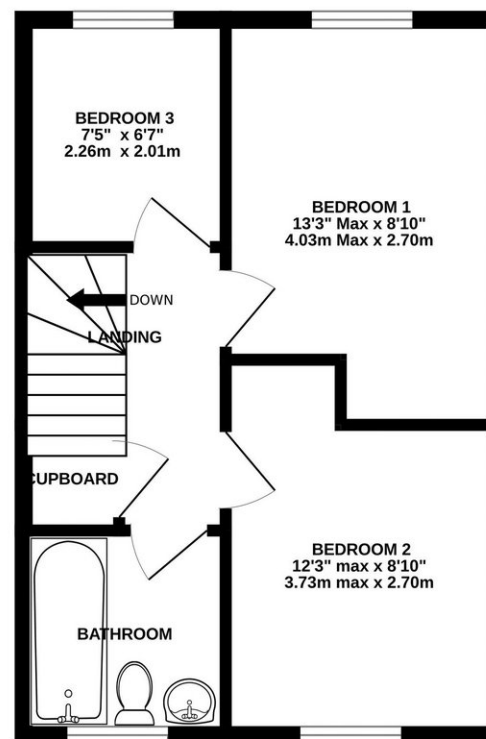 BEDROOM 3
7'5" x 6'7"
2.26m x 2.01m
BEDROOM 1
13'3" Max x 8'10"
4.03m Max x 2.70m
DOWN
LANDING
CUPBOARD
BEDROOM 2
12'3" max x 8'10"
3.73m max x 2.70m
BATHROOM